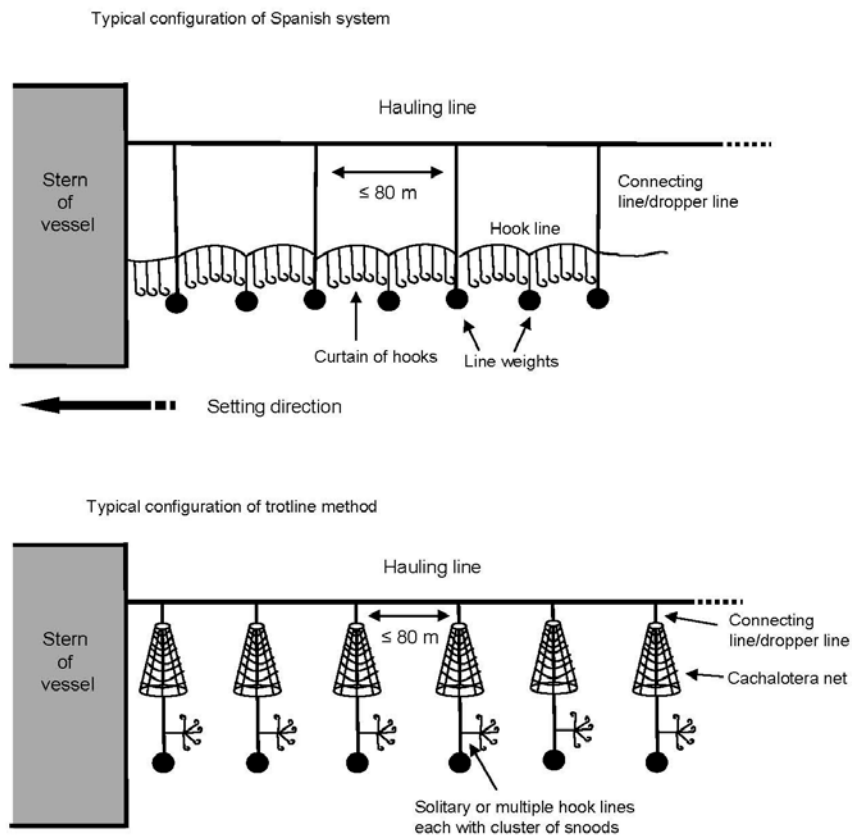 Typical configuration of Spanish system
Hauling line
Stern
of
vessel
≤ 80 m
Connecting
line/dropper line
Hook line
Curtain of hooks
Line weights
Setting direction
Typical configuration of trotline method
Hauling line
Stern
of
vessel
≤ 80 m
Connecting
line/dropper line
Cachalotera net
Solitary or multiple hook lines
each with cluster of snoods